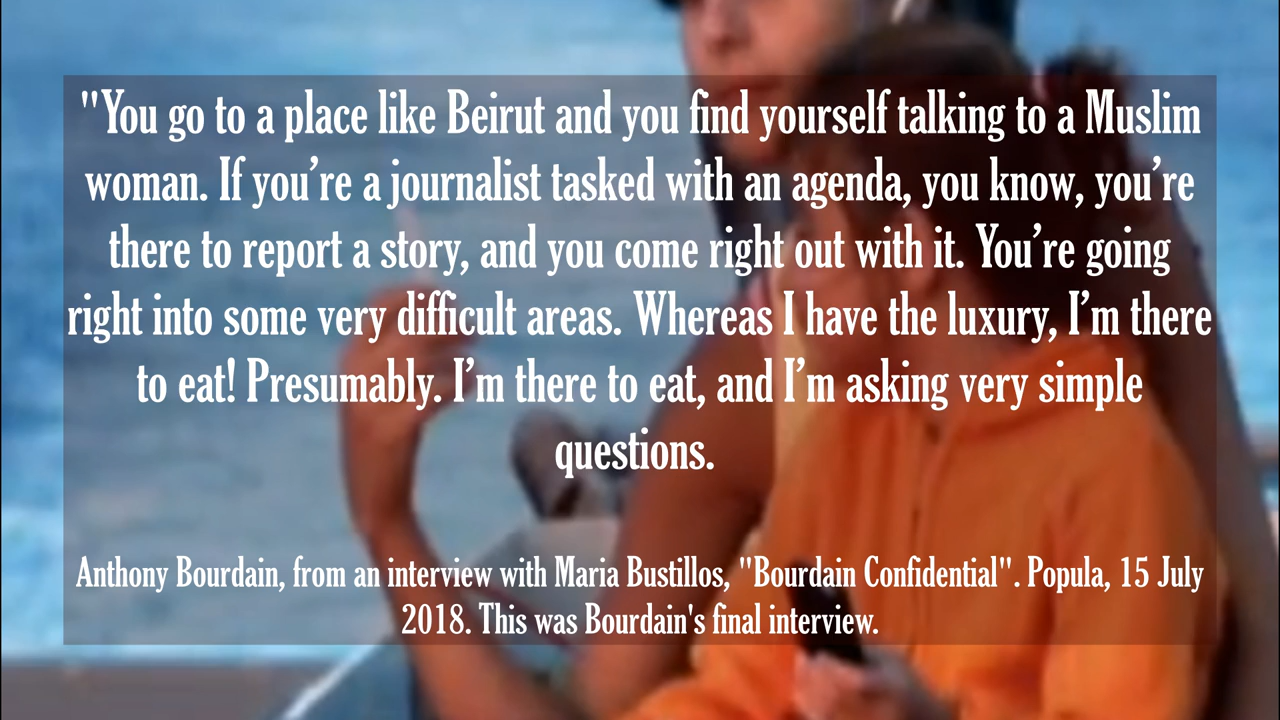 "You go to a place like Beirut and you find yourself talking to a Muslim
woman. If you’re a journalist tasked with an agenda, you know, you’re
there to report a story, and you come right out with it. You’re going
right into some very difficult areas. Whereas I have the luxury, I’m there
to eat! Presumably. I’m there to eat, and I’m asking very simple
questions.
Anthony Bourdain, from an interview with Maria Bustillos, "Bourdain Confidential". Popula, 15 July
2018. This was Bourdain's final interview.